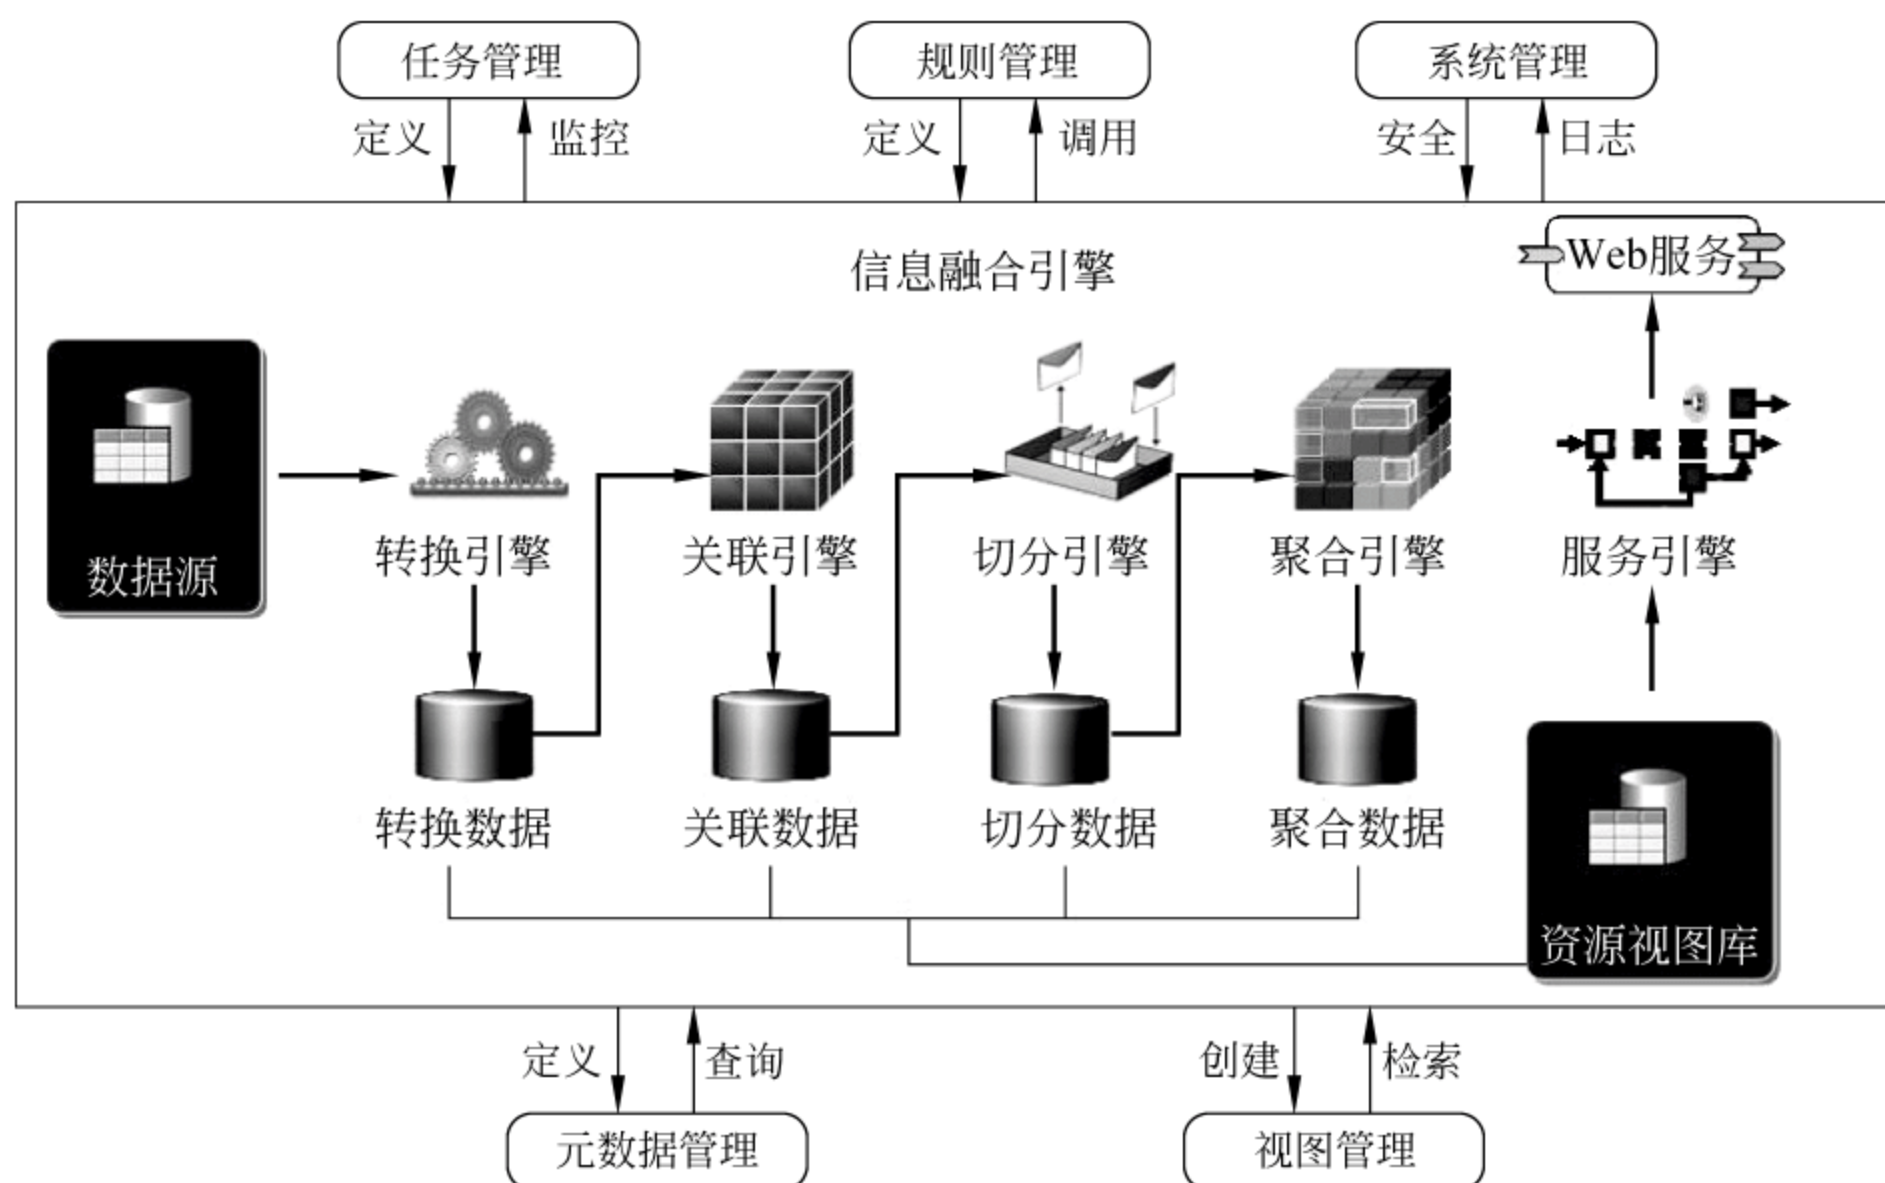 任务管理
规则管理
系统管理
定义
监控
定义
调用
安全
日志
信息融合引擎
Web服务
数据源
转换引擎
关联引擎
切分引擎
聚合引擎
服务引擎
转换数据
关联数据
切分数据
聚合数据
资源视图库
定义
查询
创建
检索
元数据管理
视图管理